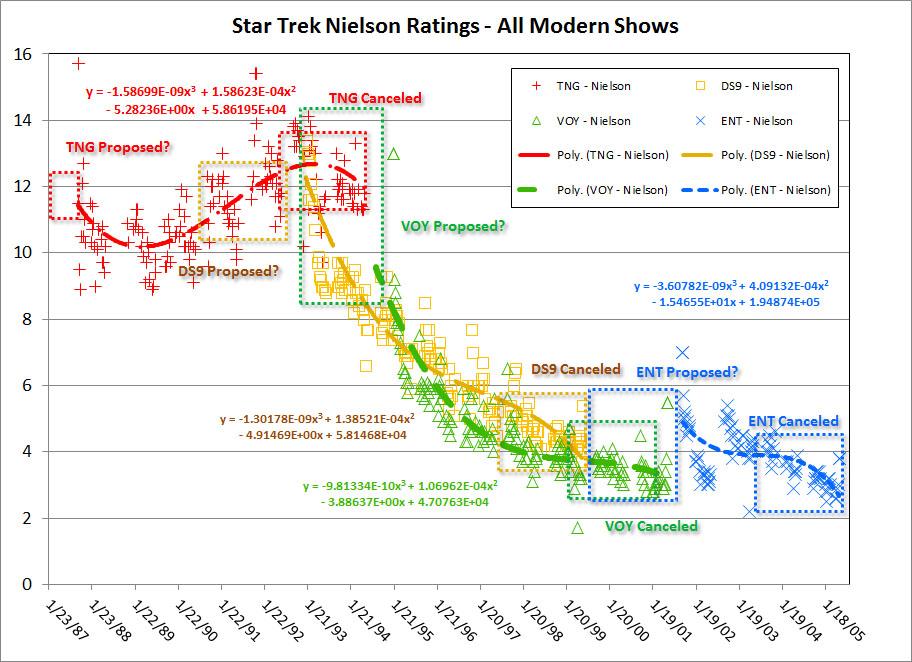 Star Trek Nielson Ratings - All Modern Shows
16
14
12
10
8
6
4
2
0
y = -1.58699E-09x³ + 1.58623E-04x²
- 5.28236E+00x + 5.86195E+04
TNG Canceled
TNG Proposed?
DS9 Proposed?
VOY Proposed?
TNG - Nielson
DS9 - Nielson
VOY - Nielson
ENT - Nielson
Poly. (TNG - Nielson)
Poly. (DS9 - Nielson)
Poly. (VOY - Nielson)
Poly. (ENT - Nielson)
y = -3.60782E-09x³ + 4.09132E-04x²
- 1.54655E+01x + 1.94874E+05
DS9 Canceled
ENT Proposed?
ENT Canceled
y = -1.30178E-09x³ + 1.38521E-04x²
- 4.91469E+00x + 5.81468E+04
y = -9.81334E-10x³ + 1.06962E-04x²
- 3.88637E+00x + 4.70763E+04
VOY Canceled
1/23/87
1/23/88
1/22/89
1/22/90
1/22/91
1/22/92
1/21/93
1/21/94
1/21/95
1/21/96
1/20/97
1/20/98
1/20/99
1/20/00
1/19/01
1/19/02
1/19/03
1/19/04
1/18/05